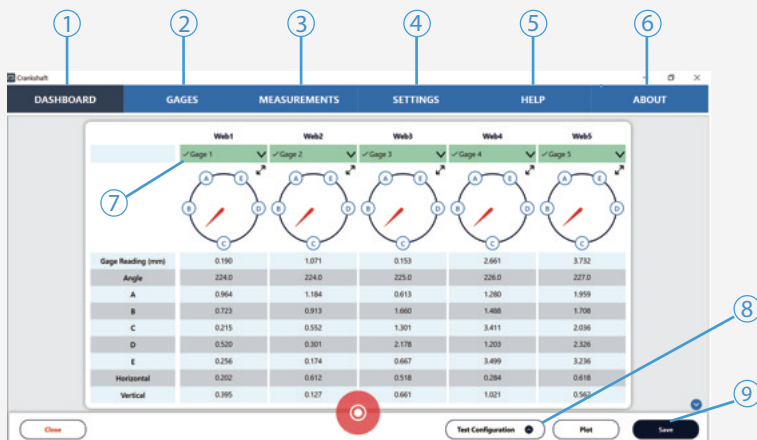 1 2 3 4 5 6
Crankshaft
DASHBOARD GAGES MEASUREMENTS SETTINGS HELP ABOUT
Web1 Web2 Web3 Web4 Web5
✓ Gage 1 ✓ Gage 2 ✓ Gage 3 ✓ Gage 4 ✓ Gage 5
7
A E A E A E A E A E
B D B D B D B D B D
C C C C C
Gage Reading (mm) 0.190 1.071 0.153 2.661 3.732
Angle 224.0 224.0 225.0 226.0 227.0
A 0.964 1.184 0.613 1.280 1.959
B 0.723 0.913 1.660 1.488 1.708
C 0.215 0.552 1.301 3.411 2.036
8
D 0.520 0.301 2.178 1.203 2.326
E 0.256 0.174 0.667 3.499 3.236
Horizontal 0.202 0.612 0.518 0.284 0.618
Vertical 0.395 0.127 0.661 1.021 0.562
9
Close Test Configuration Plot Save